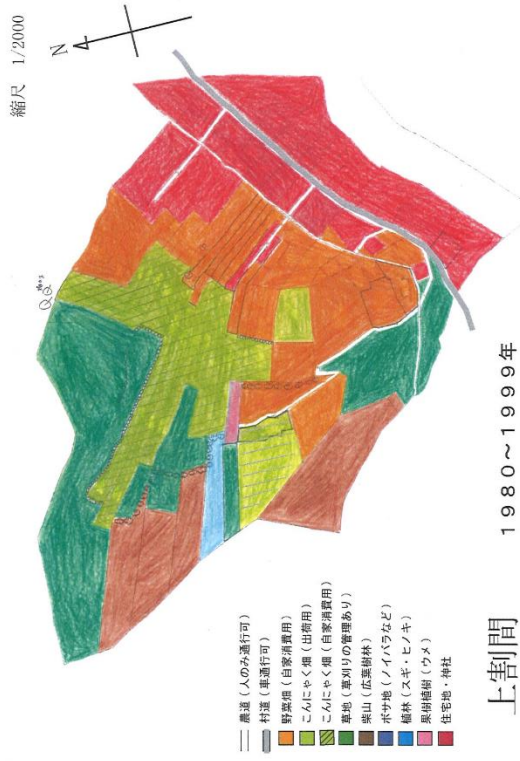 縮尺 1/2000
N
農道(人のみ通行可)
村道(車通行可)
野菜畑(自家消費用)
こんにゃく畑(出荷用)
こんにゃく畑(自家消費用)
草地(草刈りの管理あり)
柴山(広葉樹林)
ボサ地(ノイバラなど)
植林(スギ・ヒノキ)
果樹植樹(ウメ)
住宅地・神社
1980～1999年
上割間